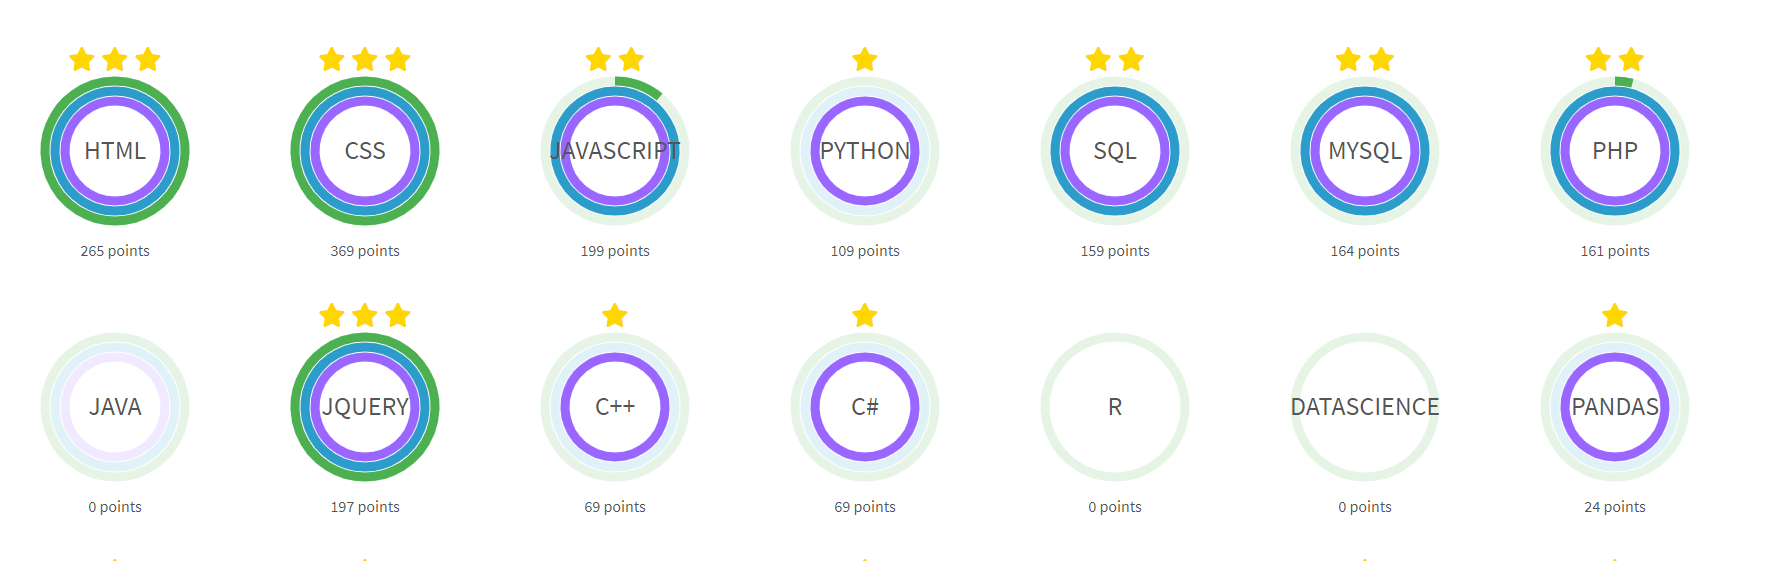 HTML CSS JAVASCRIPT PYTHON SQL MYSQL PHP
265 points 369 points 199 points 109 points 159 points 164 points 161 points
JAVA JQUERY C++ C# R DATASCIENCE PANDAS
0 points 197 points 69 points 69 points 0 points 0 points 24 points